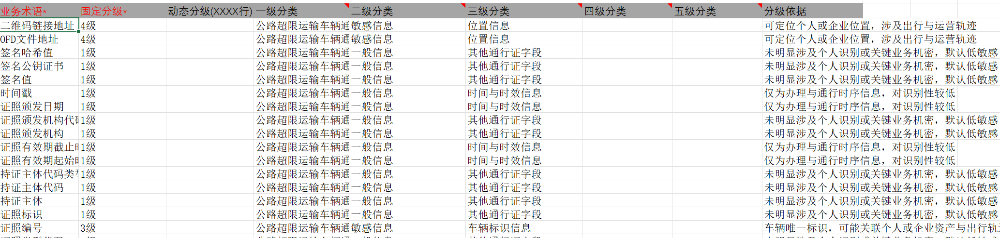 业务术语* 固定分级* 动态分级(XXXX行) 一级分类 二级分类 三级分类 四级分类 五级分类 分级依据
二维码链接地址 4级 公路超限运输车辆通 敏感信息 位置信息 可定位个人或企业位置，涉及出行与运营轨迹
OFD文件地址 4级 公路超限运输车辆通 敏感信息 位置信息 可定位个人或企业位置，涉及出行与运营轨迹
签名哈希值 1级 公路超限运输车辆通 一般信息 其他通行证字段 未明显涉及个人识别或关键业务机密，默认低敏感
签名公钥证书 1级 公路超限运输车辆通 一般信息 其他通行证字段 未明显涉及个人识别或关键业务机密，默认低敏感
签名值 1级 公路超限运输车辆通 一般信息 其他通行证字段 未明显涉及个人识别或关键业务机密，默认低敏感
时间戳 1级 公路超限运输车辆通 一般信息 时间与时效信息 仅为办理与通行时序信息，对识别性较低
证照颁发日期 1级 公路超限运输车辆通 一般信息 时间与时效信息 仅为办理与通行时序信息，对识别性较低
证照颁发机构代码 1级 公路超限运输车辆通 一般信息 其他通行证字段 未明显涉及个人识别或关键业务机密，默认低敏感
证照颁发机构 1级 公路超限运输车辆通 一般信息 其他通行证字段 未明显涉及个人识别或关键业务机密，默认低敏感
证照有效期截止时 1级 公路超限运输车辆通 一般信息 时间与时效信息 仅为办理与通行时序信息，对识别性较低
证照有效期起始时 1级 公路超限运输车辆通 一般信息 时间与时效信息 仅为办理与通行时序信息，对识别性较低
持证主体代码类型 1级 公路超限运输车辆通 一般信息 其他通行证字段 未明显涉及个人识别或关键业务机密，默认低敏感
持证主体代码 1级 公路超限运输车辆通 一般信息 其他通行证字段 未明显涉及个人识别或关键业务机密，默认低敏感
持证主体 1级 公路超限运输车辆通 一般信息 其他通行证字段 未明显涉及个人识别或关键业务机密，默认低敏感
证照标识 1级 公路超限运输车辆通 一般信息 其他通行证字段 未明显涉及个人识别或关键业务机密，默认低敏感
证照编号 3级 公路超限运输车辆通 敏感信息 车辆标识信息 车辆唯一标识，可能关联个人或企业资产与出行轨